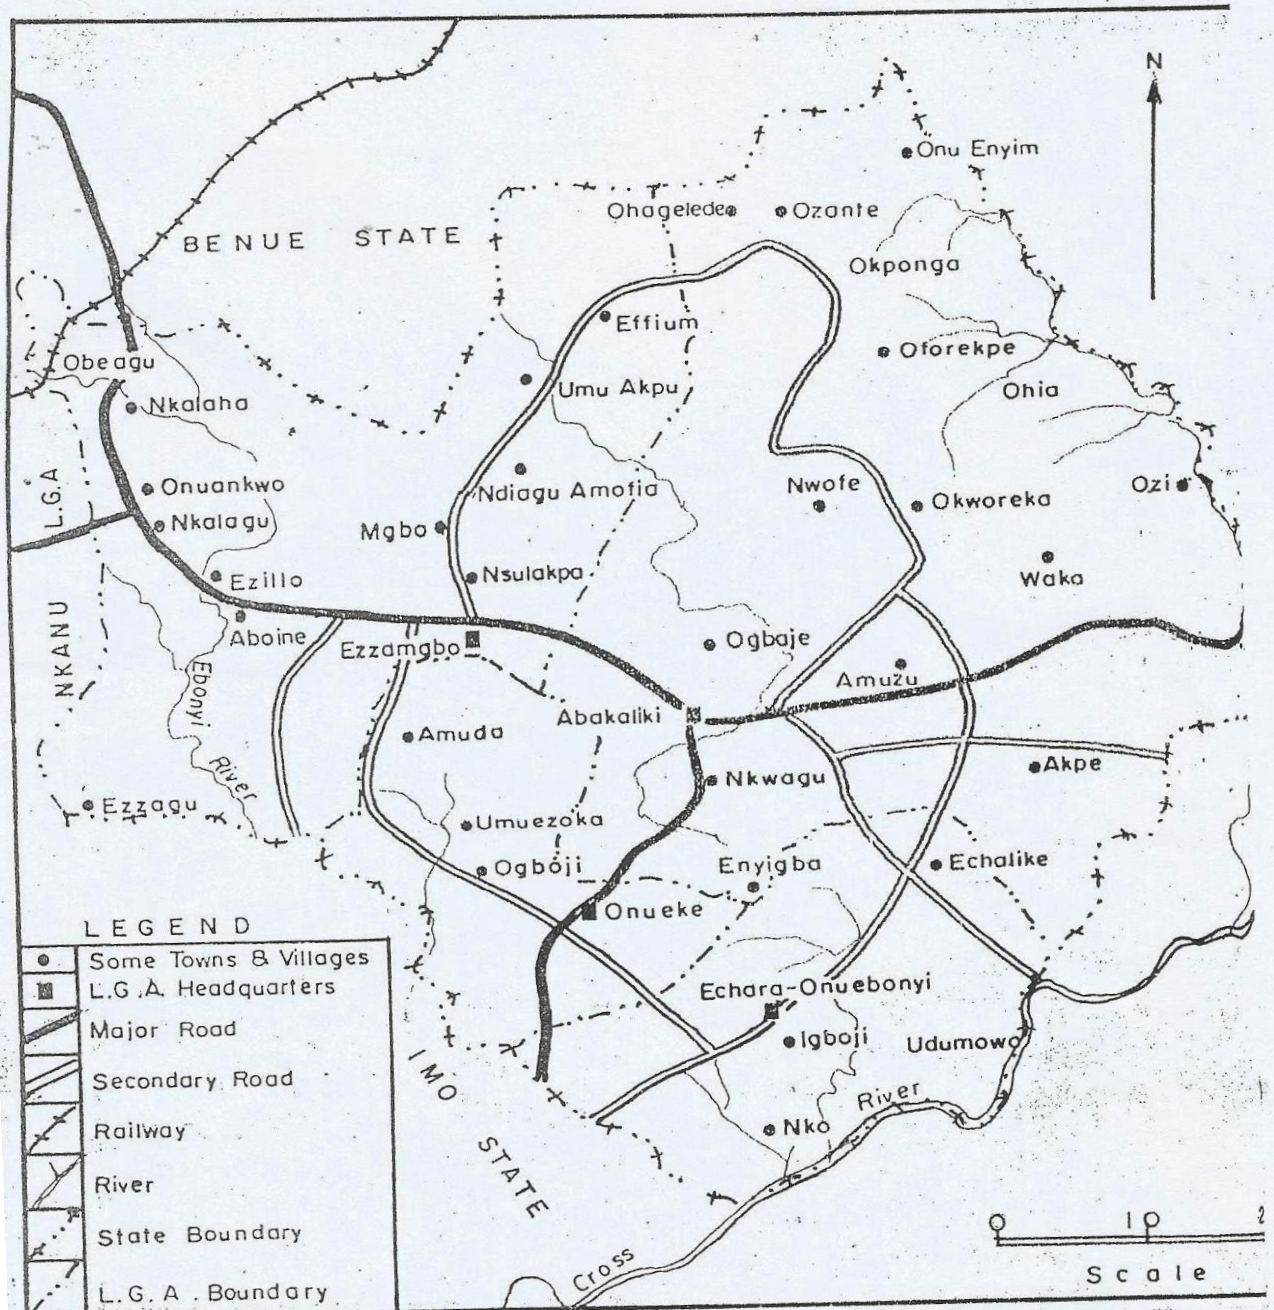 N
Onu Enyim
Ohagelede
Ozante
BENUE STATE
Okponga
Effium
Oforekpe
Obeagu
Umu Akpu
Ohia
Nkalaha
L.G.A
Onuankwo
Ndiagu Amofia
Nwofe
Okworeka
Ozi
Nkalagu
Mgbo
Ezillo
Nsulakpa
Waka
NKANU
Aboine
Ezzamgbo
Ogbaje
Ebonyi
River
Amuzu
Abakaliki
Amuda
Nkwagu
Akpe
Ezzagu
Umuezoka
Ogboji
Enyigba
Echalike
Onueke
LEGEND
Some Towns & Villages
L.G.A. Headquarters
Major Road
Secondary Road
Railway
River
State Boundary
L.G.A. Boundary
Echara-Onuebonyi
Igboji
Udumowo
IMO
STATE
River
Nko
Cross
0 10
Scale